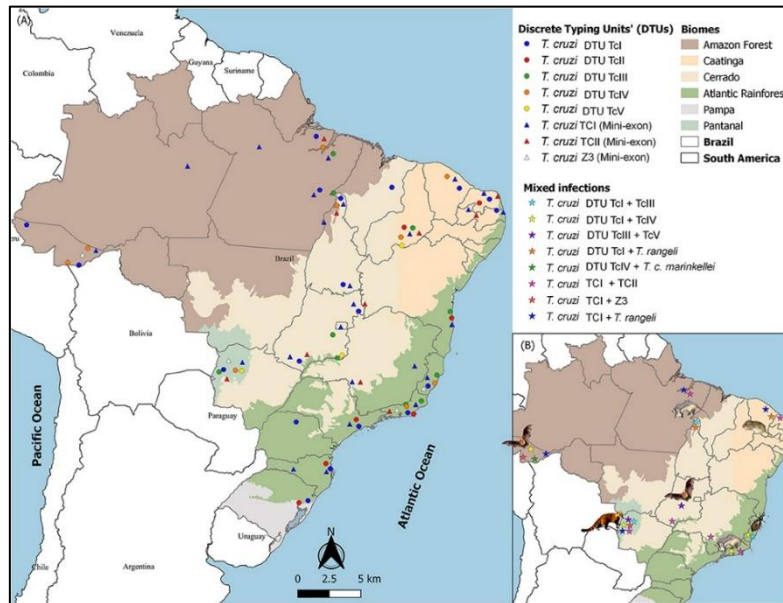 (A)
Venezuela
Guyana
Suriname
Colombia
Brazil
Bolivia
Paraguay
Pacific Ocean
Atlantic Ocean
Uruguay
Chile
Argentina
N
0 2.5 5 km
Discrete Typing Units' (DTUs)
T. cruzi DTU TcI
T. cruzi DTU TcII
T. cruzi DTU TcIII
T. cruzi DTU TcIV
T. cruzi DTU TcV
T. cruzi TCI (Mini-exon)
T. cruzi TCII (Mini-exon)
T. cruzi Z3 (Mini-exon)
Biomes
Amazon Forest
Caatinga
Cerrado
Atlantic Rainfores
Pampa
Pantanal
Brazil
South America
Mixed infections
T. cruzi DTU TcI + TcIII
T. cruzi DTU TcI + TcIV
T. cruzi DTU TcIII + TcV
T. cruzi DTU TcI + T. rangeli
T. cruzi DTU TcIV + T. c. marinkellei
T. cruzi TCI + TCII
T. cruzi TCI + Z3
T. cruzi TCI + T. rangeli
(B)